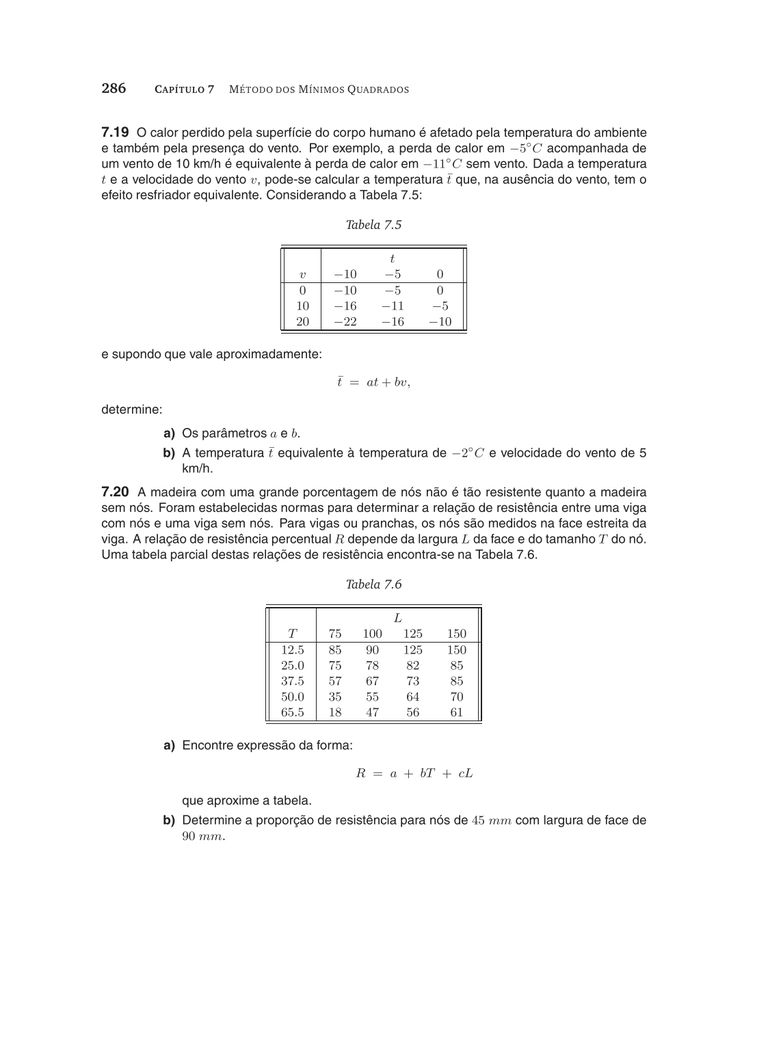 286 CAPÍTULO 7 MÉTODO DOS MÍNIMOS QUADRADOS
7.19 O calor perdido pela superfície do corpo humano é afetado pela temperatura do ambiente
e também pela presença do vento. Por exemplo, a perda de calor em −5°C acompanhada de
um vento de 10 km/h é equivalente à perda de calor em −11°C sem vento. Dada a temperatura
t e a velocidade do vento v, pode-se calcular a temperatura t̄ que, na ausência do vento, tem o
efeito resfriador equivalente. Considerando a Tabela 7.5:
Tabela 7.5
t
v −10 −5 0
0 −10 −5 0
10 −16 −11 −5
20 −22 −16 −10
e supondo que vale aproximadamente:
t̄ = at + bv,
determine:
a) Os parâmetros a e b.
b) A temperatura t̄ equivalente à temperatura de −2°C e velocidade do vento de 5
km/h.
7.20 A madeira com uma grande porcentagem de nós não é tão resistente quanto a madeira
sem nós. Foram estabelecidas normas para determinar a relação de resistência entre uma viga
com nós e uma viga sem nós. Para vigas ou pranchas, os nós são medidos na face estreita da
viga. A relação de resistência percentual R depende da largura L da face e do tamanho T do nó.
Uma tabela parcial destas relações de resistência encontra-se na Tabela 7.6.
Tabela 7.6
L
T 75 100 125 150
12.5 85 90 125 150
25.0 75 78 82 85
37.5 57 67 73 85
50.0 35 55 64 70
65.5 18 47 56 61
a) Encontre expressão da forma:
R = a + bT + cL
que aproxime a tabela.
b) Determine a proporção de resistência para nós de 45 mm com largura de face de
90 mm.